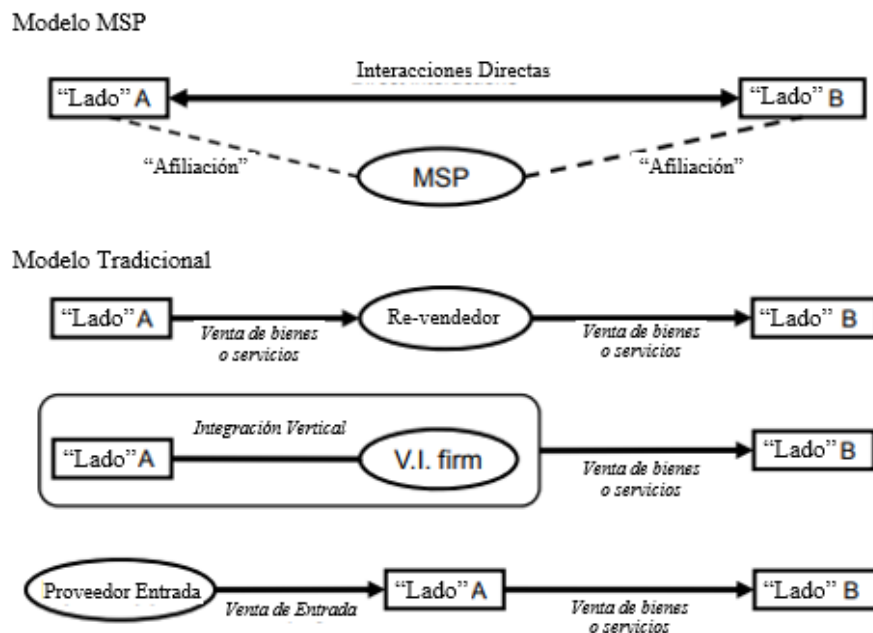 Modelo MSP
Interacciones Directas
“Lado” A
“Lado” B
“Afiliación”
MSP
“Afiliación”
Modelo Tradicional
“Lado” A
Venta de bienes
o servicios
Re-vendedor
Venta de bienes
o servicios
“Lado” B
Integración Vertical
“Lado” A
V.I. firm
Venta de bienes
o servicios
“Lado” B
Proveedor Entrada
Venta de Entrada
“Lado” A
Venta de bienes
o servicios
“Lado” B